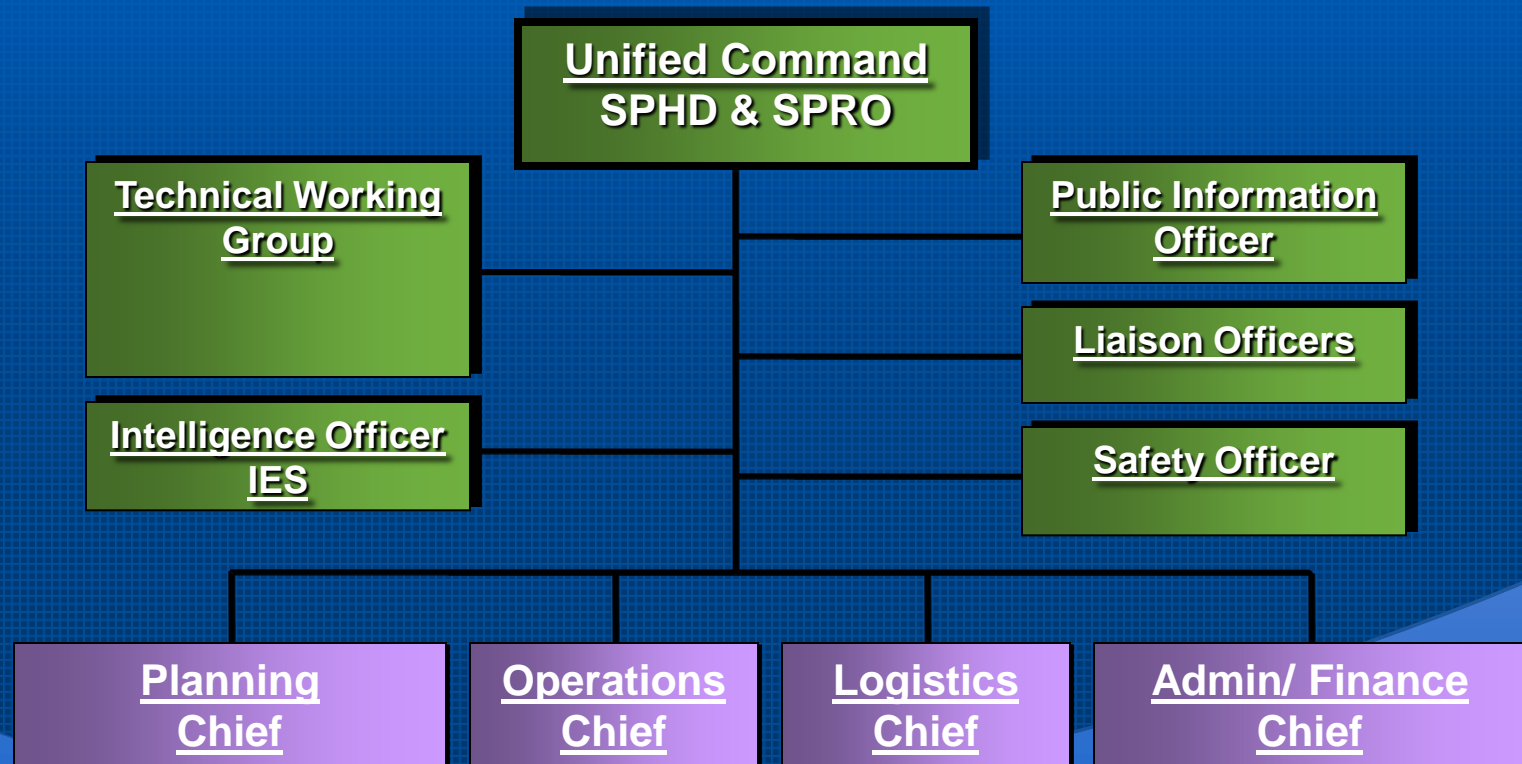 Unified Command
SPHD & SPRO
Technical Working
Group
Public Information
Officer
Liaison Officers
Intelligence Officer
IES
Safety Officer
Planning
Chief
Operations
Chief
Logistics
Chief
Admin/ Finance
Chief